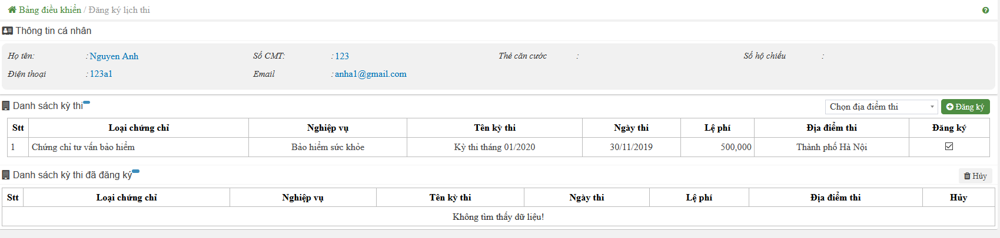 Bảng điều khiển / Đăng ký lịch thi
Thông tin cá nhân
Họ tên: : Nguyen Anh Số CMT: : 123 Thẻ căn cước : Số hộ chiếu :
Điện thoại : 123a1 Email : anha1@gmail.com
Danh sách kỳ thi Chọn địa điểm thi Đăng ký
Stt Loại chứng chỉ Nghiệp vụ Tên kỳ thi Ngày thi Lệ phí Địa điểm thi Đăng ký
1 Chứng chỉ tư vấn bảo hiểm Bảo hiểm sức khỏe Kỳ thi tháng 01/2020 30/11/2019 500,000 Thành phố Hà Nội
Danh sách kỳ thi đã đăng ký Hủy
Stt Loại chứng chỉ Nghiệp vụ Tên kỳ thi Ngày thi Lệ phí Địa điểm thi Hủy
Không tìm thấy dữ liệu!